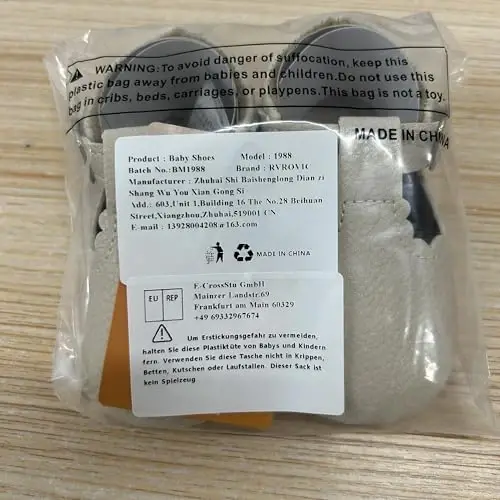 WARNING:To avoid danger of suffocation, keep this
plastic bag away from babies and children.Do not use this
bag in cribs, beds, carriages, or playpens.This bag is not a toy.
MADE IN CHINA
Product : Baby Shoes Model : 1988
Batch No.:BM1988 Brand : RVROVIC
Manufacturer : Zhuhai Shi Baishenglong Dian zi
Shang Wu You Xian Gong Si
Add.: 603,Unit 1,Building 16 The No.28 Beihuan
Street,Xiangzhou,Zhuhai,519001 CN
E-mail : 13928004208@163.com
MADE IN CHINA
EU REP
E-CrossStu GmbH
Mainzer Landstr.69
Frankfurt am Main 60329
+49 69332967674
Um Erstickungsgefahr zu vermeiden,
halten Sie diese Plastiktüte von Babys und Kindern
fern. Verwenden Sie diese Tasche nicht in Krippen,
Betten, Kutschen oder Laufställen. Dieser Sack ist
kein Spielzeug